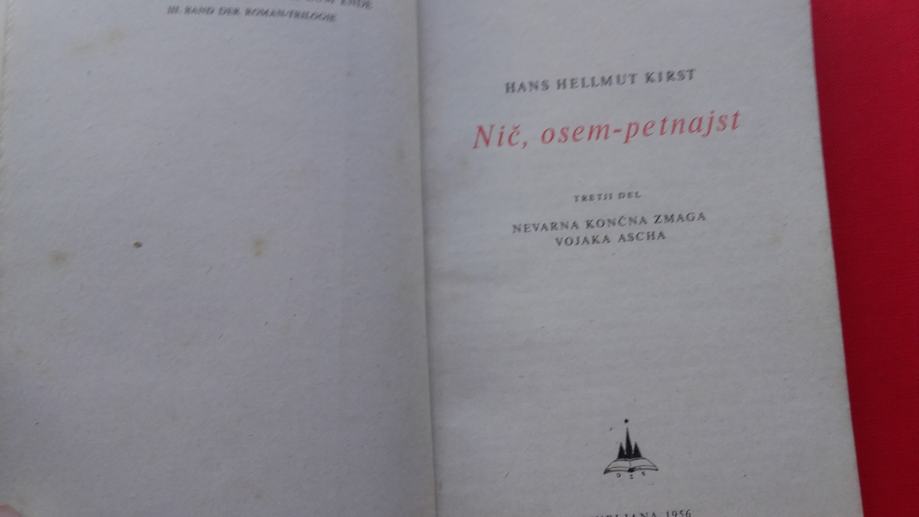 ENDE
III. BAND DER ROMAN-TRILOGIE
HANS HELLMUT KIRST
Nič, osem-petnajst
TRETJI DEL
NEVARNA KONČNA ZMAGA
VOJAKA ASCHA
1956